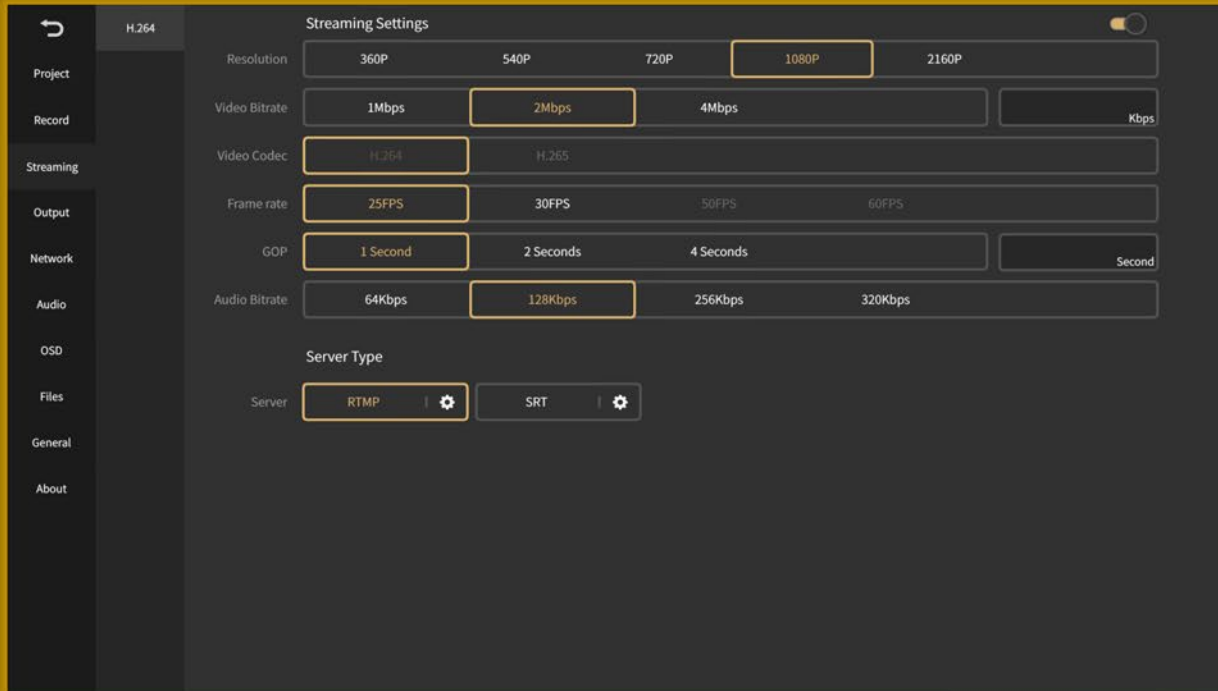 H.264
Streaming Settings
Project
Record
Streaming
Output
Network
Audio
OSD
Files
General
About
Resolution 360P 540P 720P 1080P 2160P
Video Bitrate 1Mbps 2Mbps 4Mbps Kbps
Video Codec H.264 H.265
Frame rate 25FPS 30FPS 50FPS 60FPS
GOP 1 Second 2 Seconds 4 Seconds Second
Audio Bitrate 64Kbps 128Kbps 256Kbps 320Kbps
Server Type
Server RTMP SRT